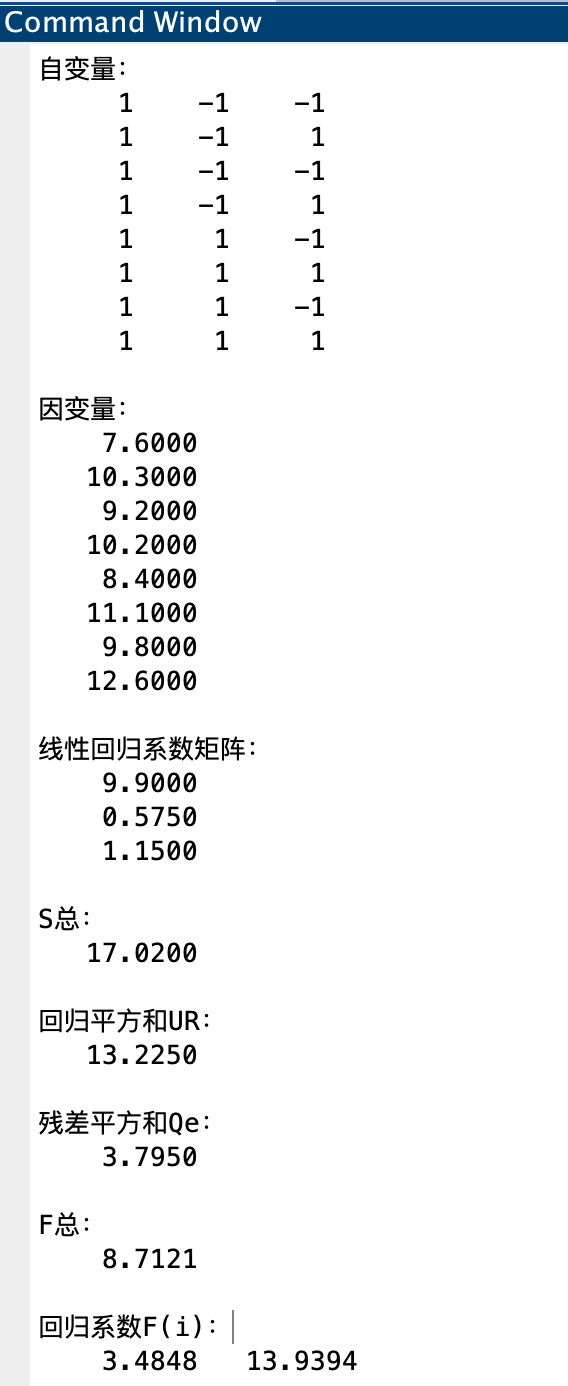 Command Window
自变量：
1 -1 -1
1 -1 1
1 -1 -1
1 -1 1
1 1 -1
1 1 1
1 1 -1
1 1 1
因变量：
7.6000
10.3000
9.2000
10.2000
8.4000
11.1000
9.8000
12.6000
线性回归系数矩阵：
9.9000
0.5750
1.1500
S总：
17.0200
回归平方和UR：
13.2250
残差平方和Qe：
3.7950
F总：
8.7121
回归系数F(i)：
3.4848 13.9394